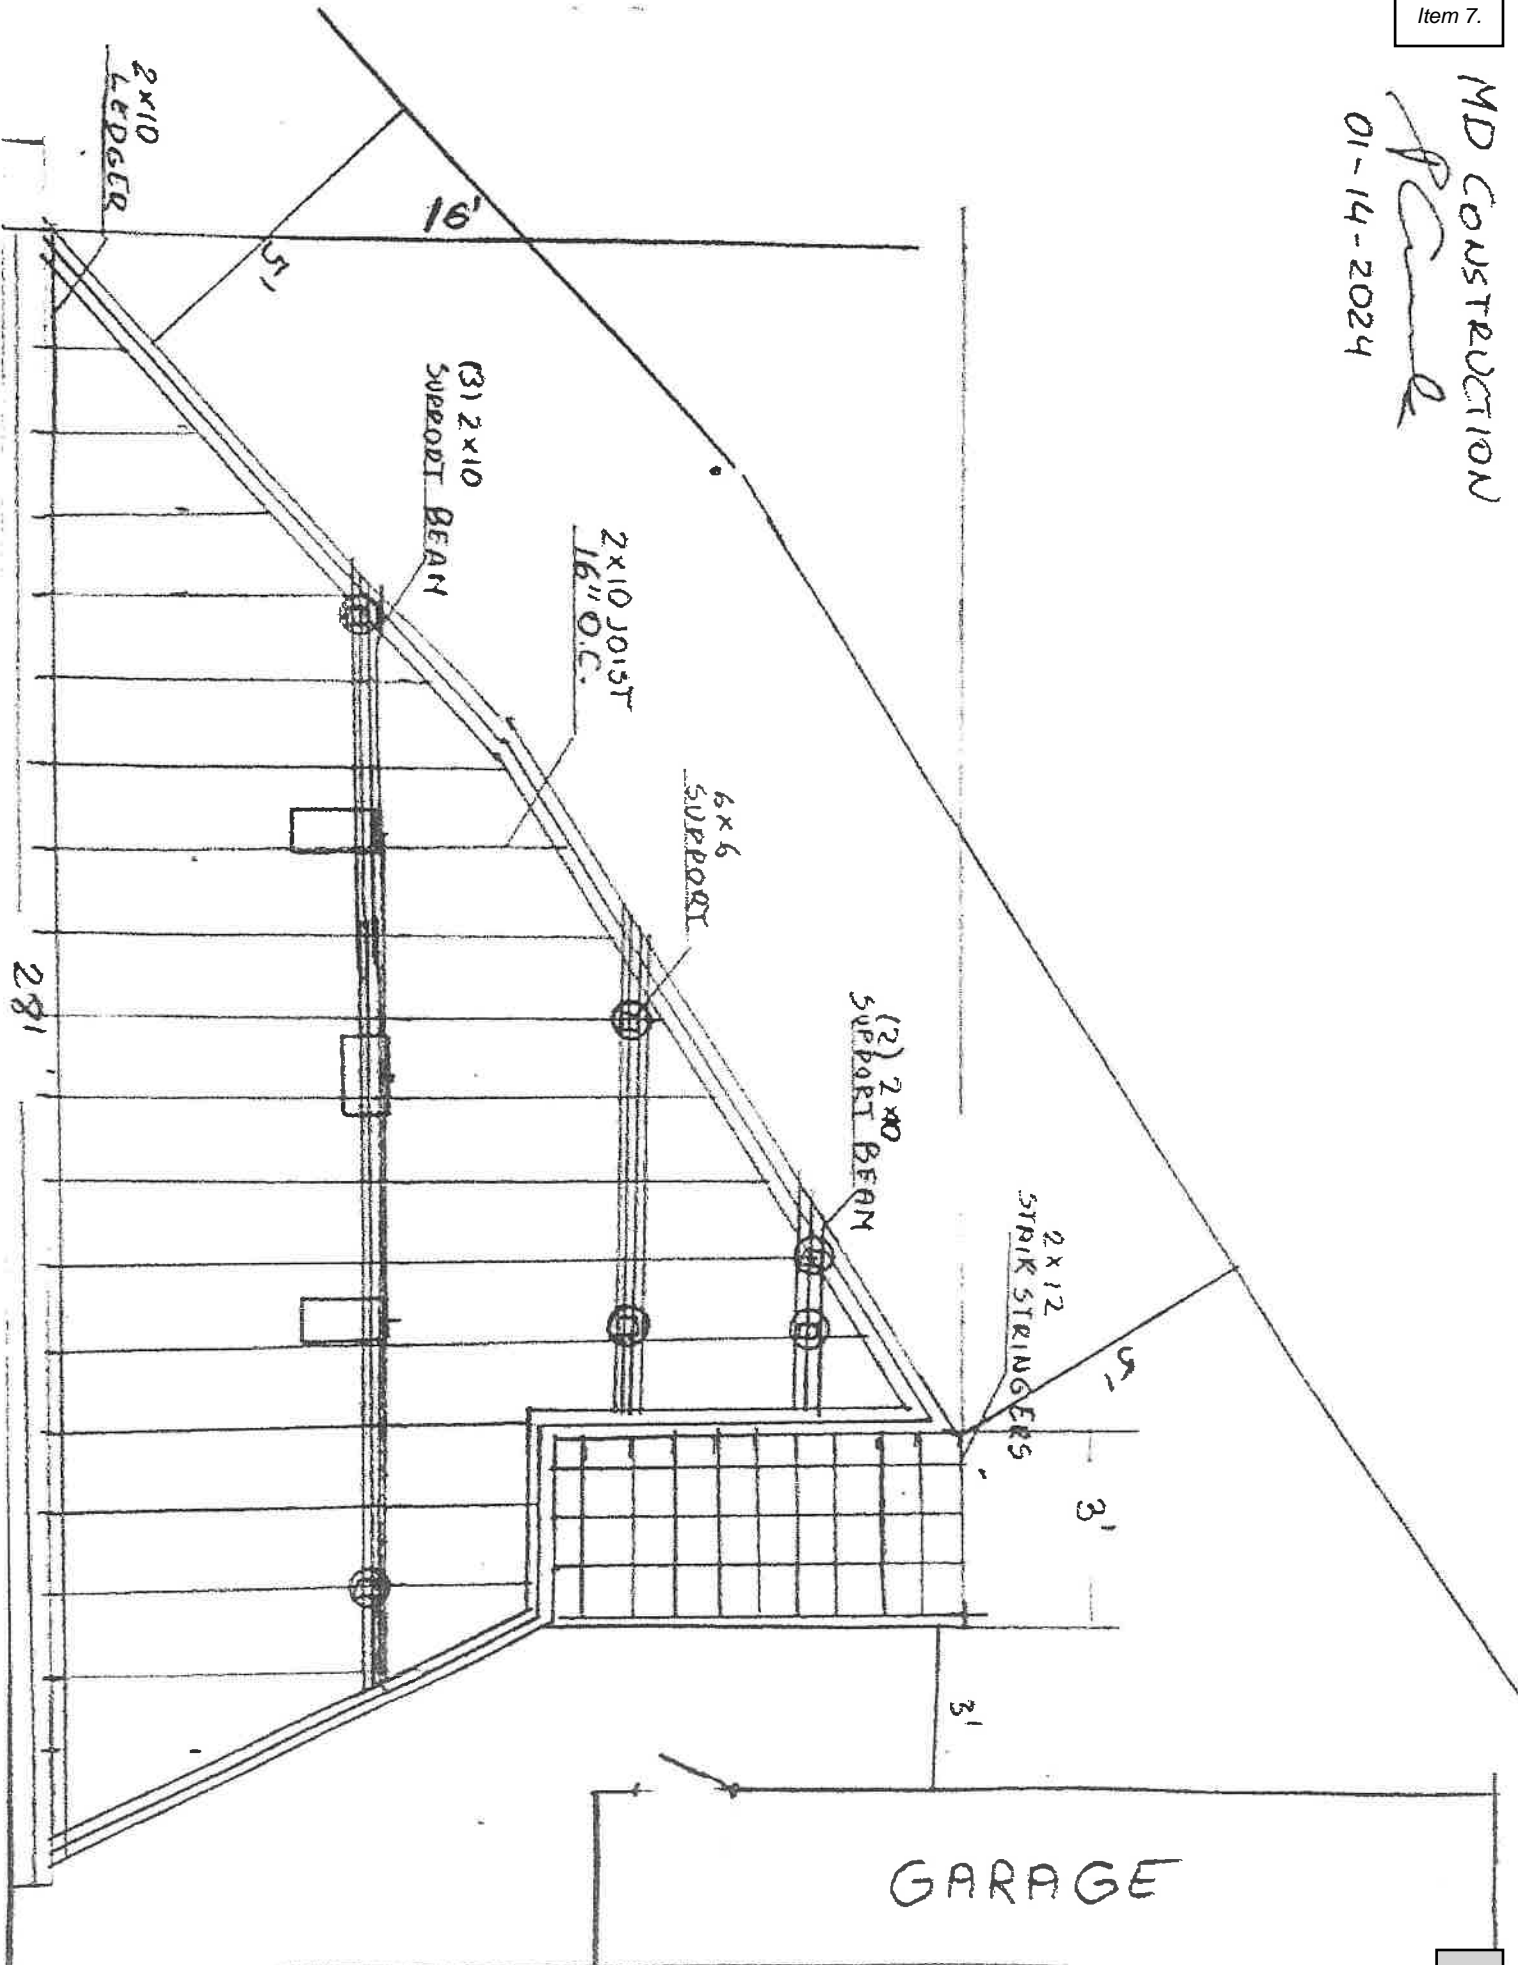 Item 7.
MD CONSTRUCTION
01-14-2024
2x10
LEDGER
16'
5'
(3) 2x10
SUPPORT BEAM
2x10 JOIST
16" O.C.
6x6
SUPPORT
(2) 2x10
SUPPORT BEAM
2x12
STAIR STRINGERS
5'
3'
3'
28'
GARAGE